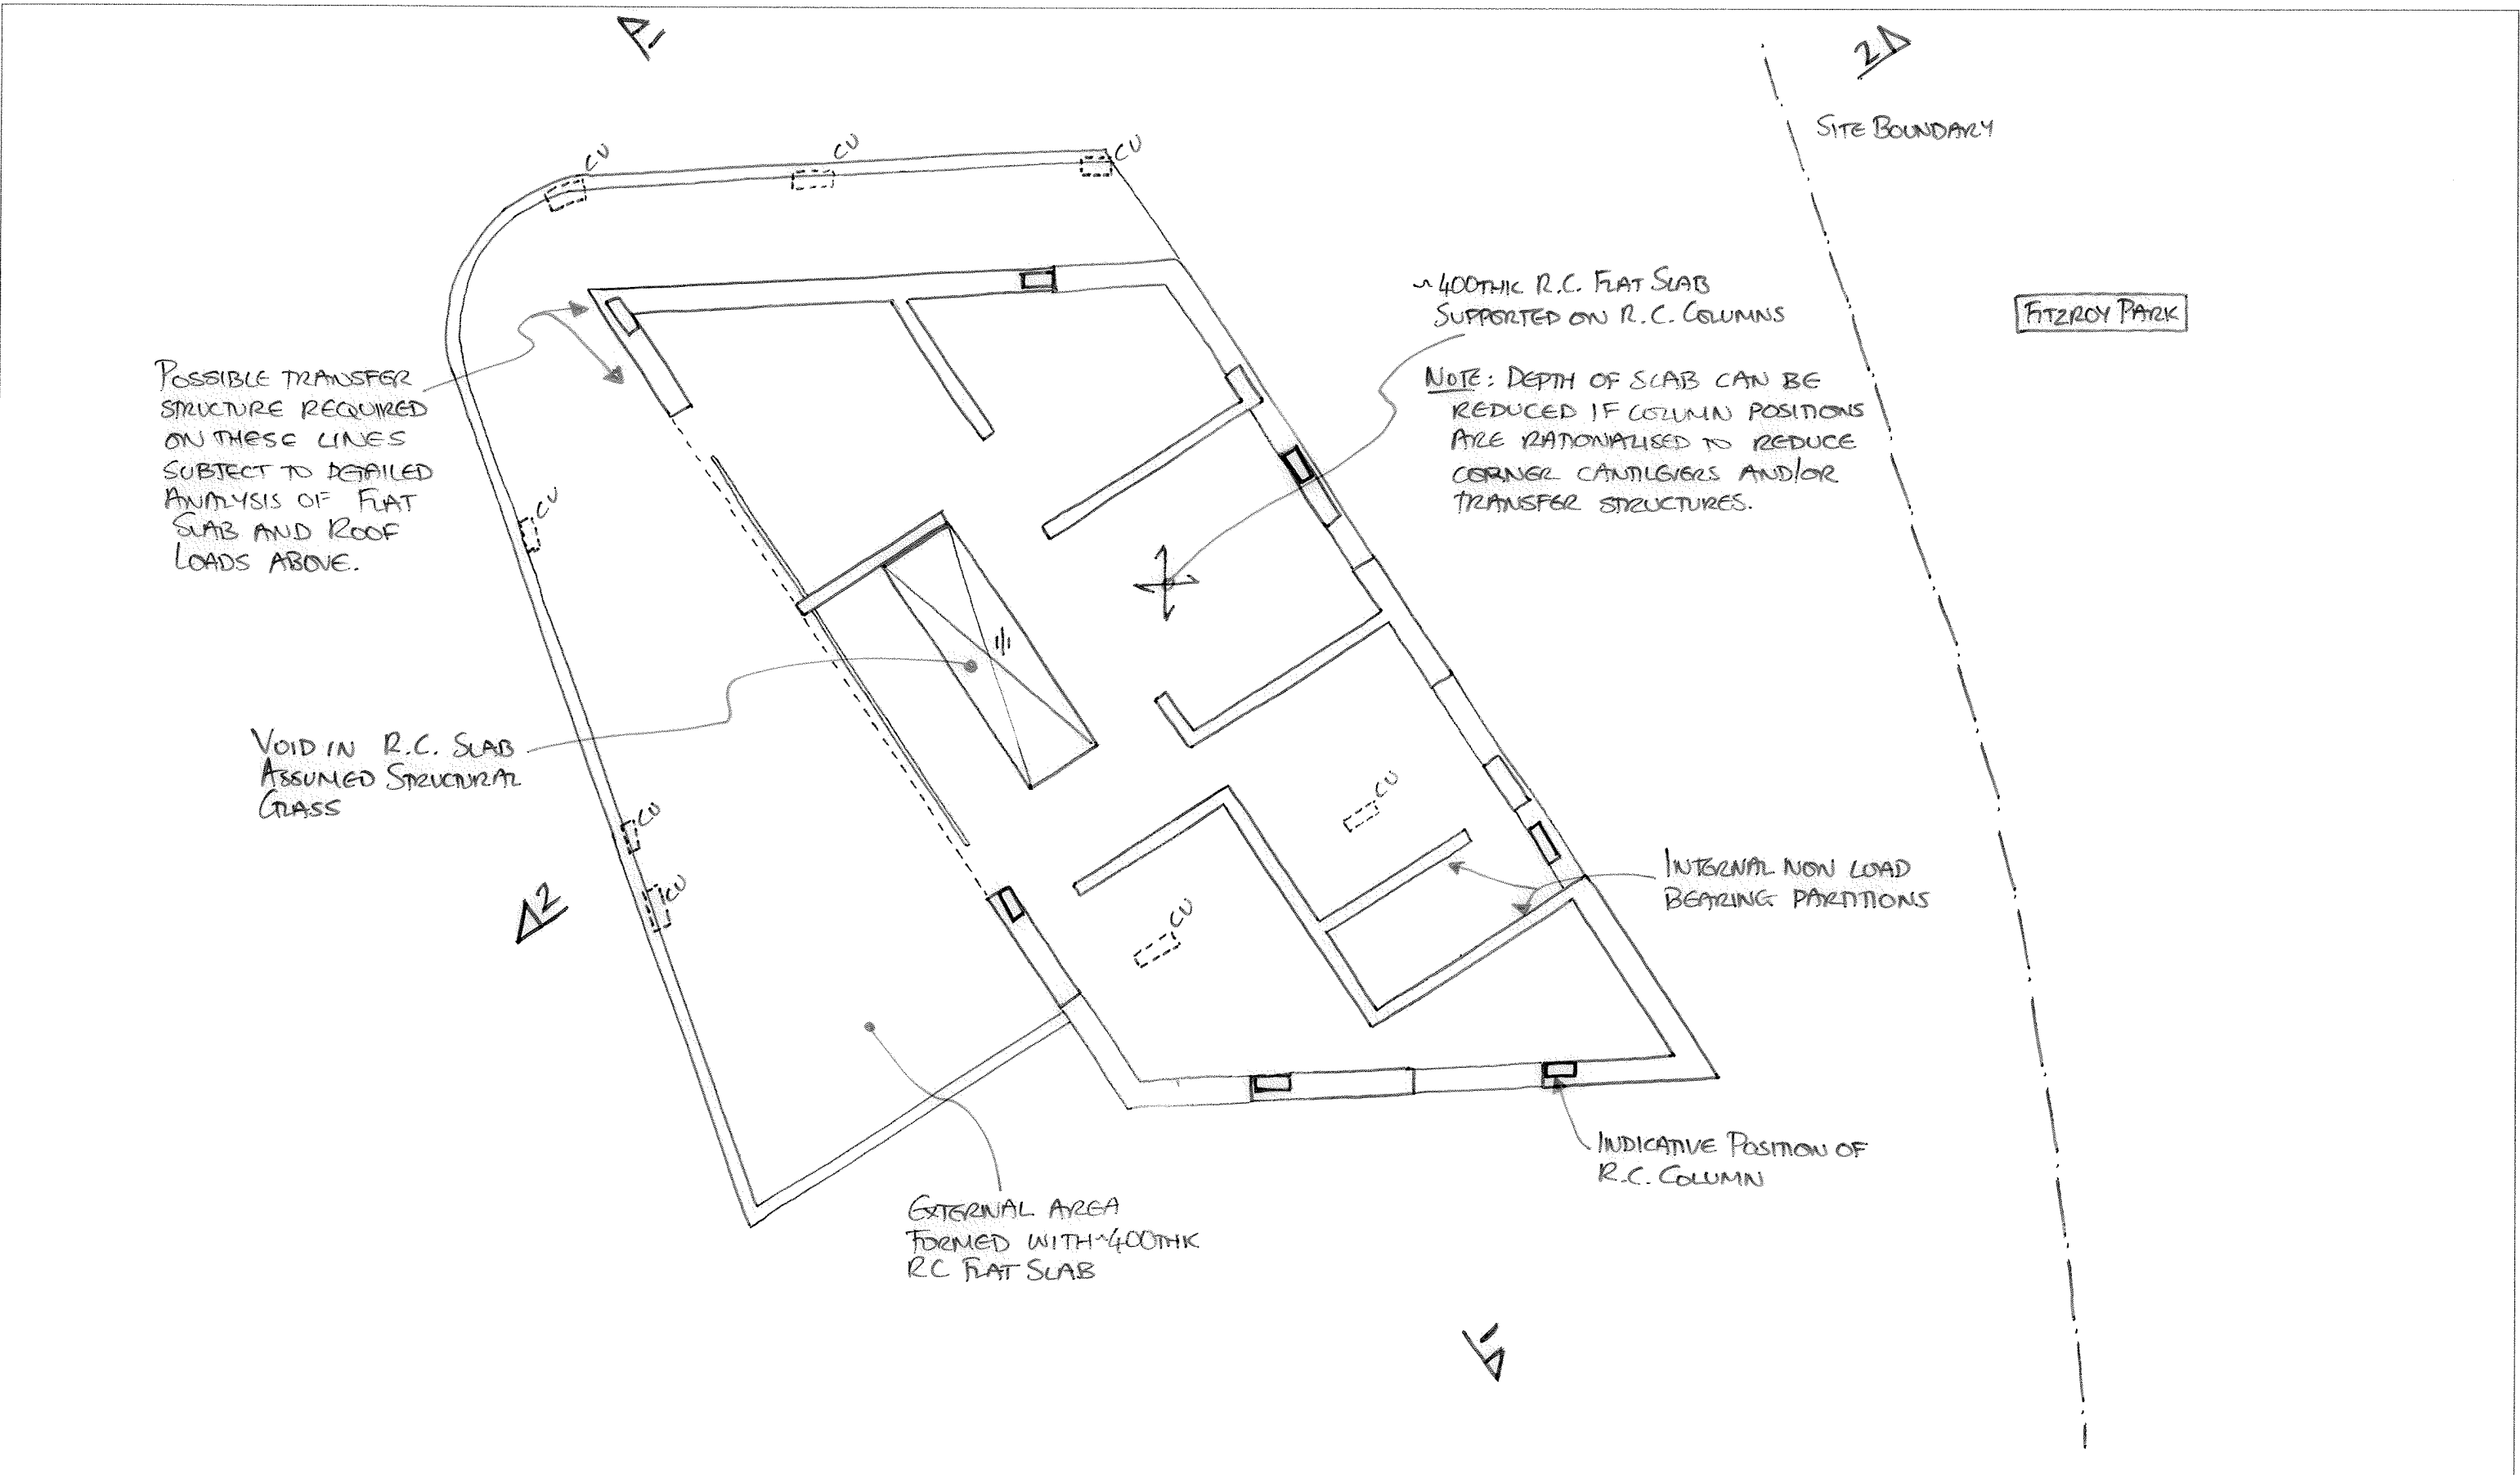 1
2
SITE BOUNDARY
CU
CU
CU
FITZROY PARK
~400THK R.C. FLAT SLAB
SUPPORTED ON R.C. COLUMNS
NOTE: DEPTH OF SLAB CAN BE
REDUCED IF COLUMN POSITIONS
ARE RATIONALISED TO REDUCE
CORNER CANTILEVERS AND/OR
TRANSFER STRUCTURES.
POSSIBLE TRANSFER
STRUCTURE REQUIRED
ON THESE LINES
SUBJECT TO DETAILED
ANALYSIS OF FLAT
SLAB AND ROOF
LOADS ABOVE.
CU
VOID IN R.C. SLAB
ASSUMED STRUCTURAL
GLASS
CU
CU
CU
CU
2
INTERNAL NON LOAD
BEARING PARTITIONS
INDICATIVE POSITION OF
R.C. COLUMN
EXTERNAL AREA
FORMED WITH ~400THK
RC FLAT SLAB
1